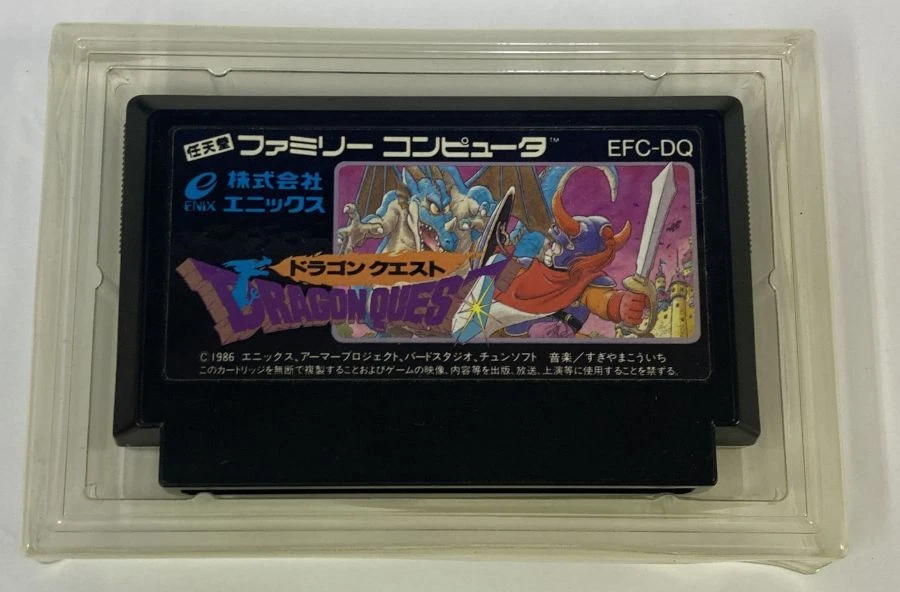 任天堂 ファミリー コンピュータ™ EFC-DQ
株式会社
ENIX エニックス
ドラゴン クエスト
DRAGON QUEST
© 1986 エニックス、アーマープロジェクト、バードスタジオ、チュンソフト 音楽/すぎやまこういち
このカートリッジを無断で複製することおよびゲームの映像、内容等を出版、放送、上演等に使用することを禁ずる。